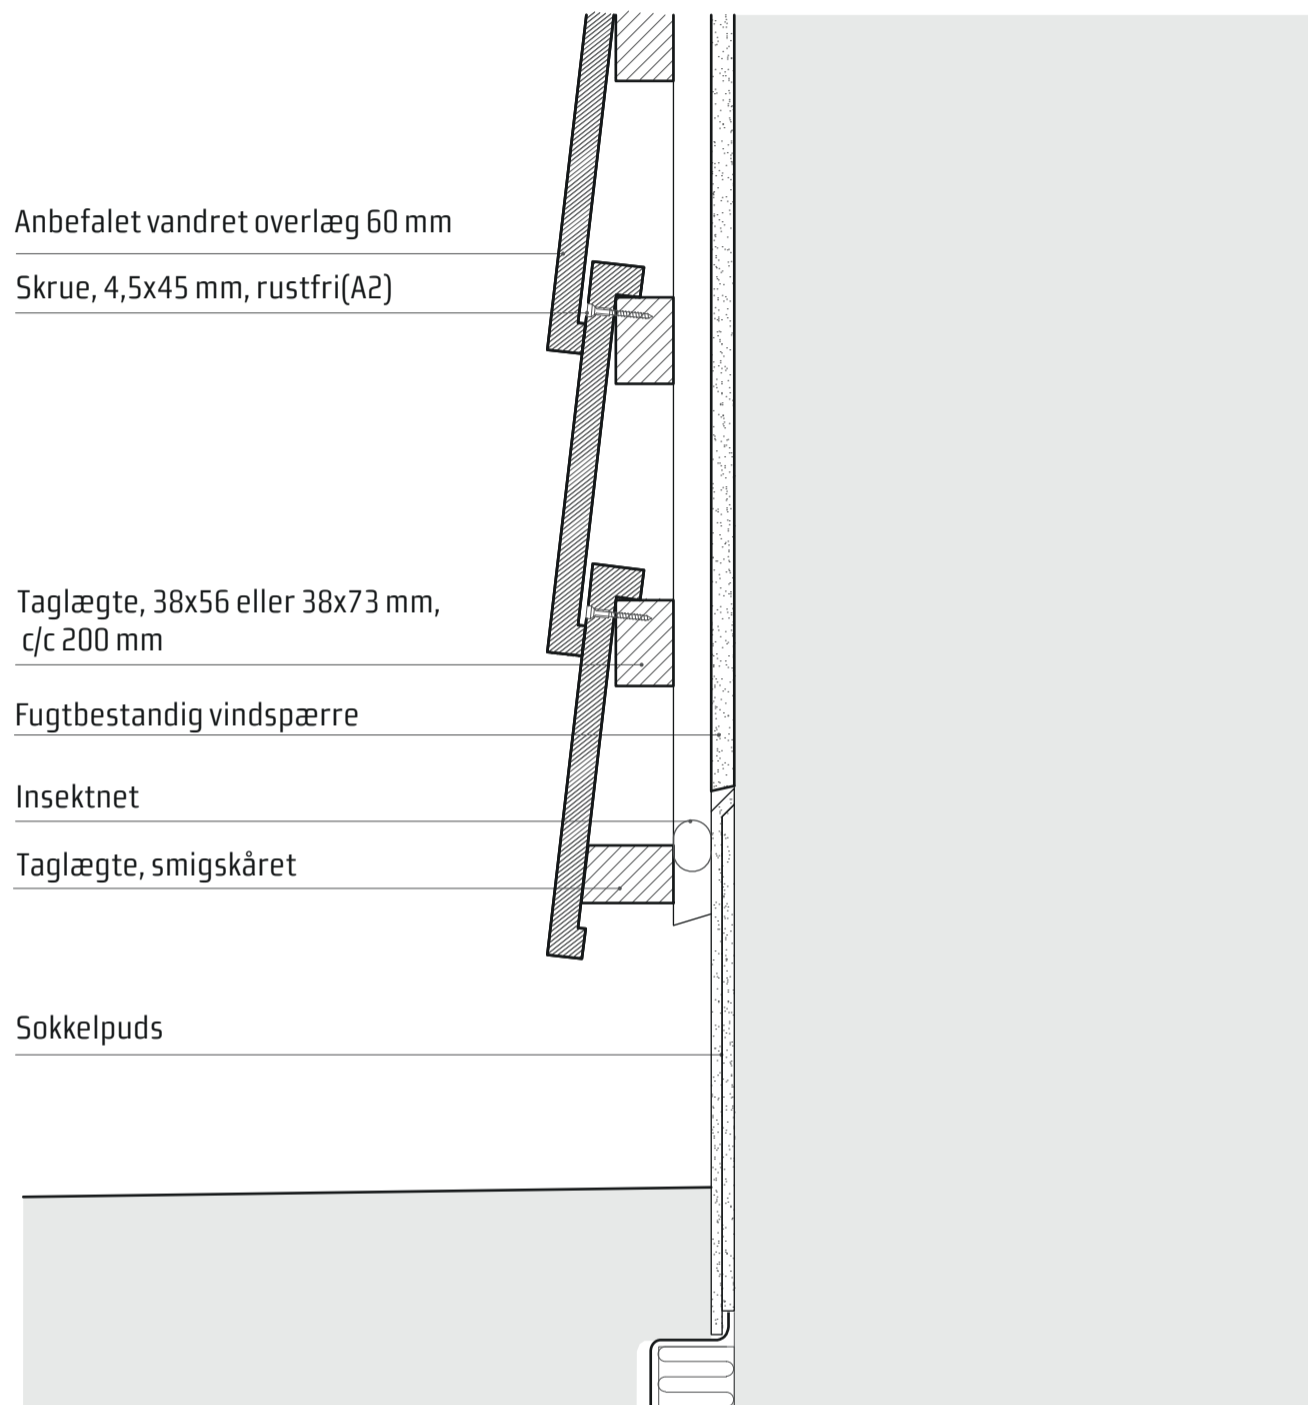 Anbefalet vandret overlæg 60 mm
Skrue, 4,5x45 mm, rustfri(A2)
Taglægte, 38x56 eller 38x73 mm,
c/c 200 mm
Fugtbestandig vindspærre
Insektnet
Taglægte, smigskåret
Sokkelpuds